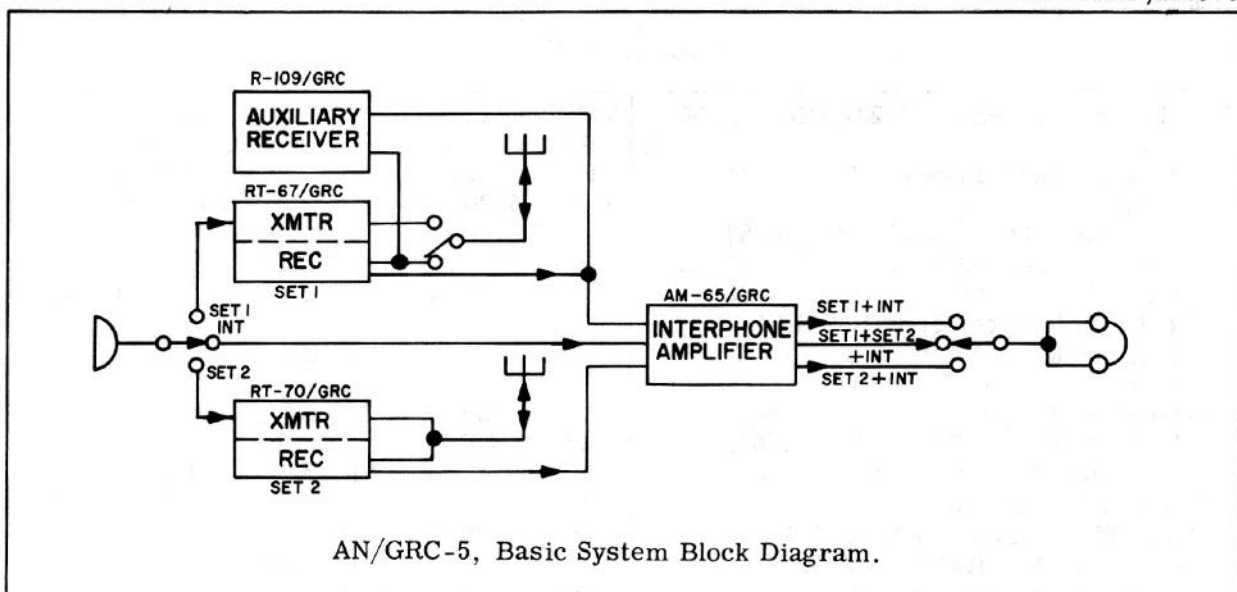 R-109/GRC
AUXILIARY
RECEIVER
RT-67/GRC
XMTR
REC
SET 1
SET 1
INT
SET 2
AM-65/GRC
INTERPHONE
AMPLIFIER
SET 1+INT
SET 1+SET 2
+INT
SET 2+INT
RT-70/GRC
XMTR
REC
SET 2
AN/GRC-5, Basic System Block Diagram.